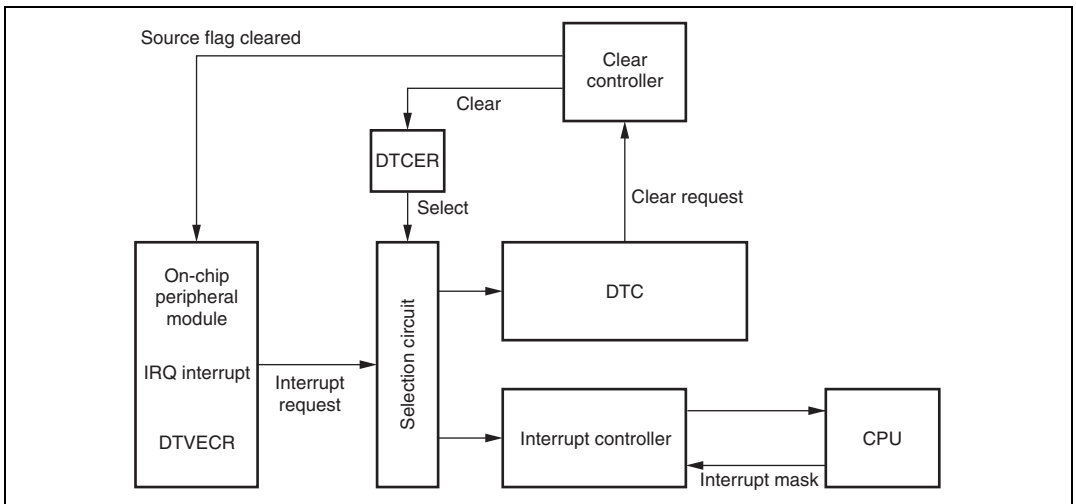 Source flag cleared
Clear
controller
Clear
DTCER
Clear request
Select
On-chip
peripheral
module
IRQ interrupt
DTVECR
Interrupt
request
Selection circuit
DTC
Interrupt controller
CPU
Interrupt mask